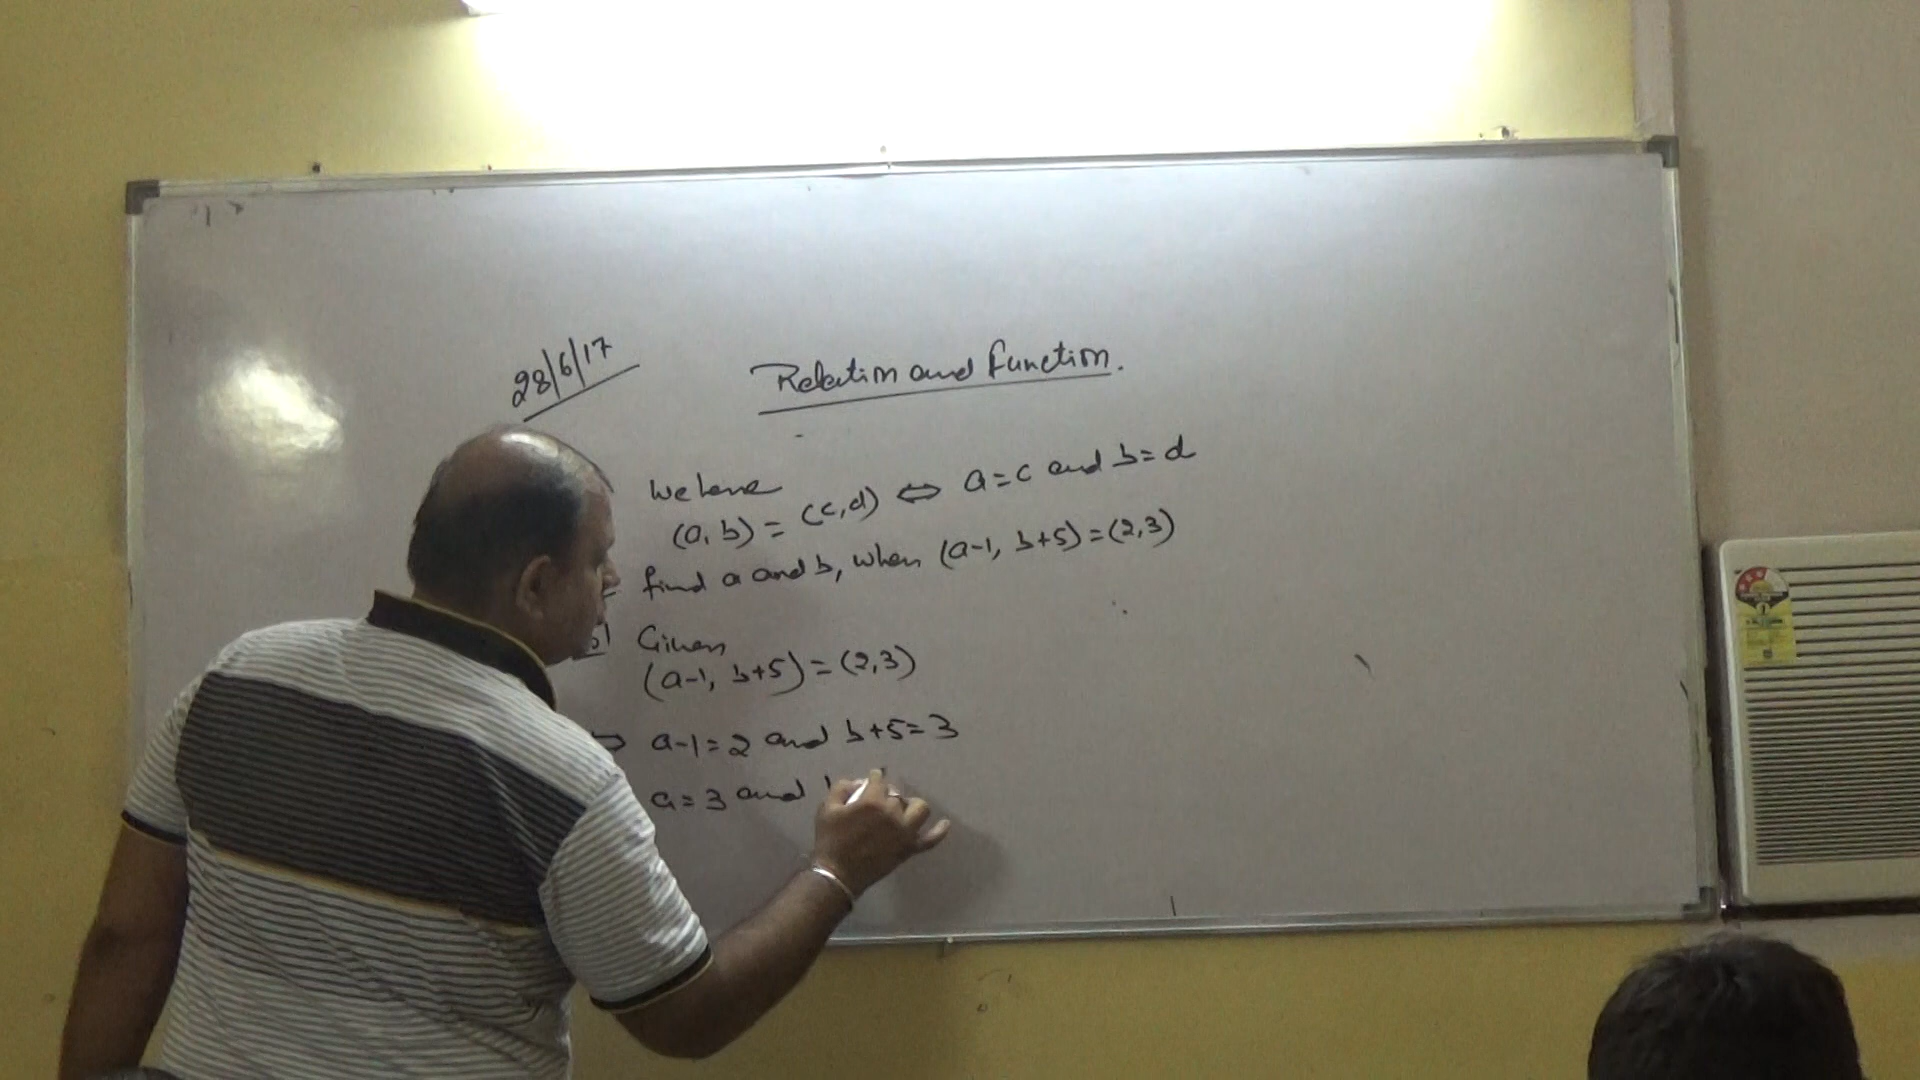 28/6/17
Relation and Function.
We have
(a, b) = (c, d) ⇔ a = c and b = d
find a and b, when (a-1, b+5) = (2,3)
Given
(a-1, b+5) = (2,3)
a-1 = 2 and b+5 = 3
a = 3 and